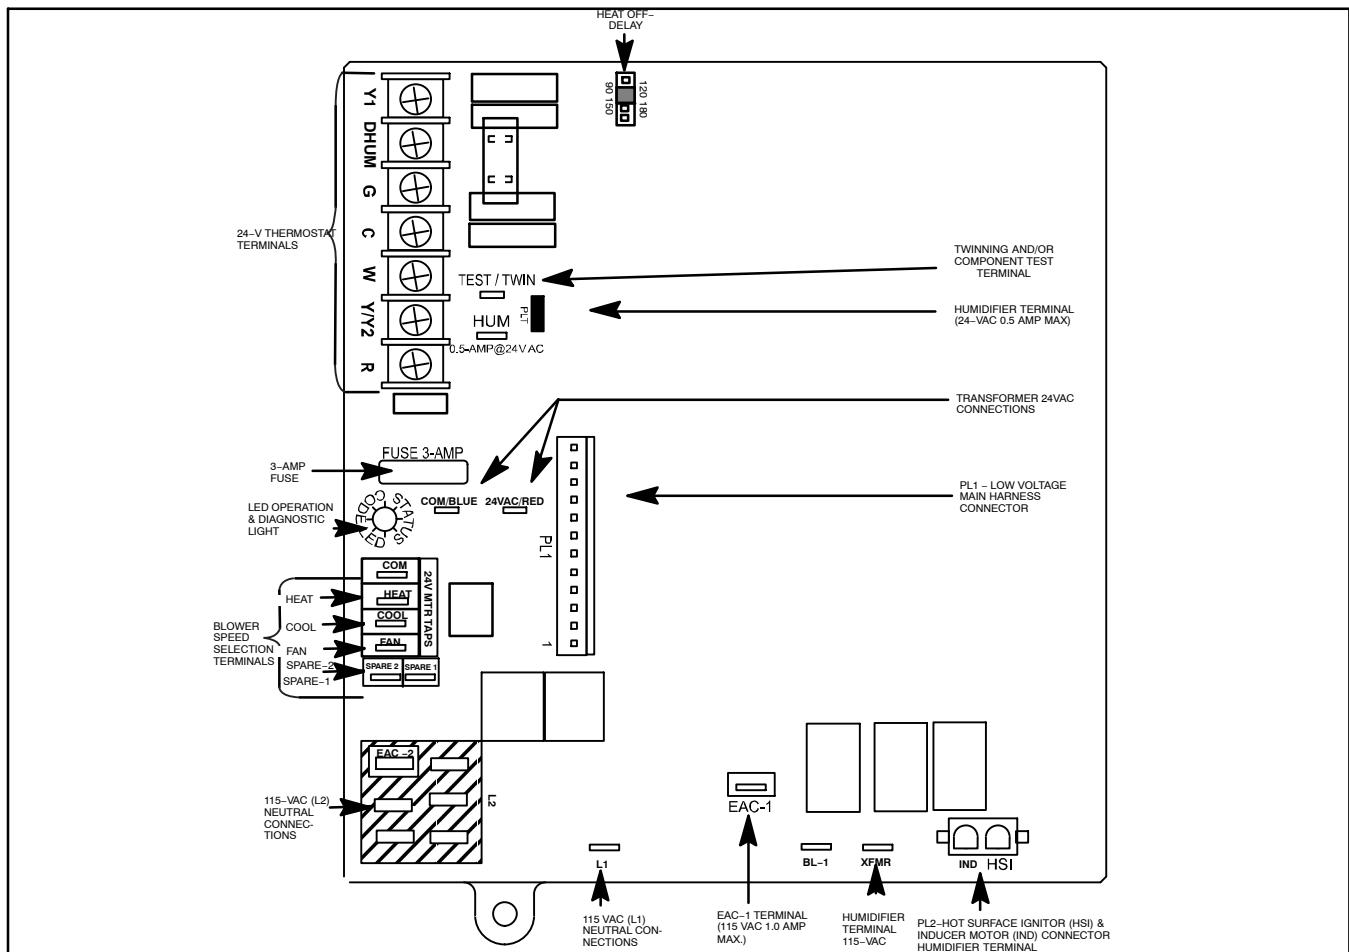 HEAT OFF-
DELAY
90 150
120 180
Y1
DHUM
G
C
W
Y/Y2
R
24-V THERMOSTAT
TERMINALS
TEST / TWIN
PLT
HUM
0.5-AMP@24VAC
TWINNING AND/OR
COMPONENT TEST
TERMINAL
HUMIDIFIER TERMINAL
(24-VAC 0.5 AMP MAX)
TRANSFORMER 24VAC
CONNECTIONS
FUSE 3-AMP
3-AMP
FUSE
COM/BLUE 24VAC/RED
PL1 - LOW VOLTAGE
MAIN HARNESS
CONNECTOR
LED OPERATION
& DIAGNOSTIC
LIGHT
STATUS
CODE LED
PL1
1
COM
HEAT
COOL
FAN
SPARE 2 SPARE 1
24V MTR TAPS
BLOWER
SPEED
SELECTION
TERMINALS
HEAT
COOL
FAN
SPARE-2
SPARE-1
EAC -2
L2
115-VAC (L2)
NEUTRAL
CONNEC-
TIONS
EAC-1
L1
BL-1
XFMR
IND HSI
115 VAC (L1)
NEUTRAL CON-
NECTIONS
EAC-1 TERMINAL
(115 VAC 1.0 AMP
MAX.)
HUMIDIFIER
TERMINAL
115-VAC
PL2-HOT SURFACE IGNITOR (HSI) &
INDUCER MOTOR (IND) CONNECTOR
HUMIDIFIER TERMINAL